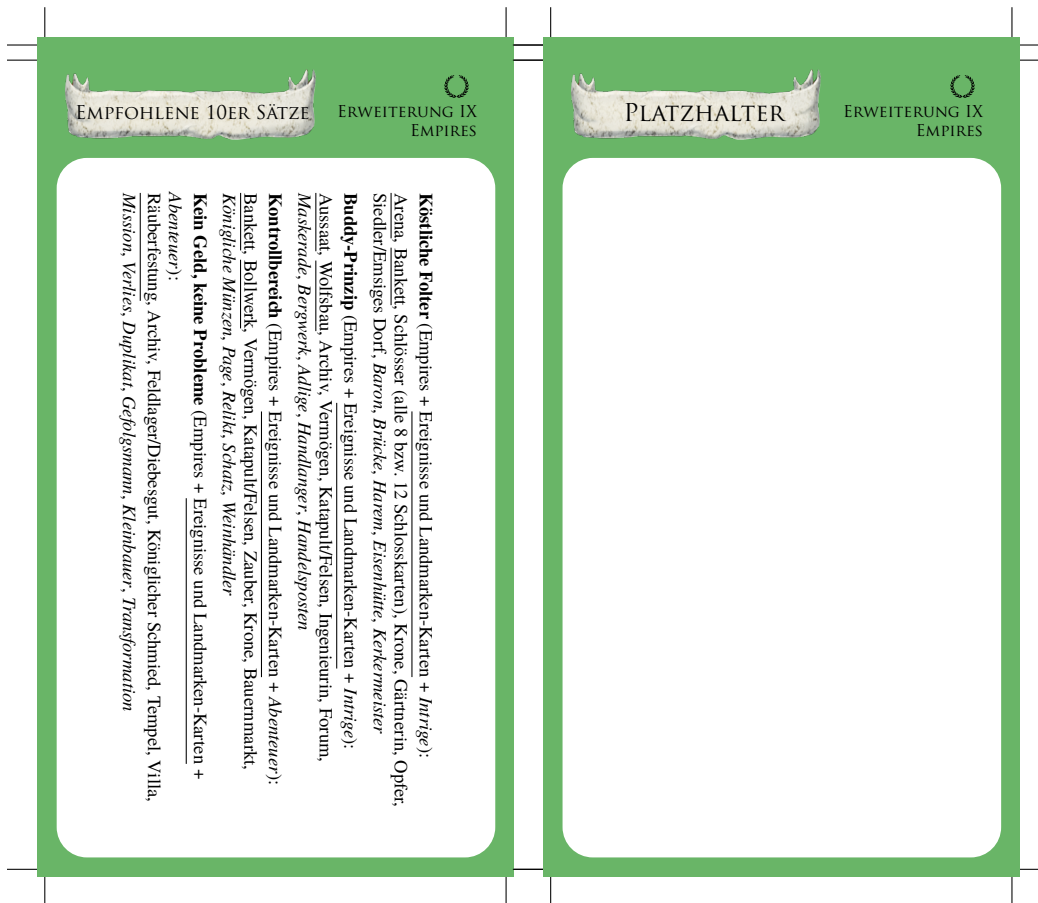 EMPFOHLENE 10ER SÄTZE
ERWEITERUNG IX
EMPIRES
Köstliche Folter (Empires + Ereignisse und Landmarken-Karten + Intrige):
Arena, Bankett, Schlösser (alle 8 bzw. 12 Schlosskarten), Krone, Gärtnerin, Opfer,
Siedler/Emsiges Dorf, Baron, Brücke, Harem, Eisenhütte, Kerkermeister
Buddy-Prinzip (Empires + Ereignisse und Landmarken-Karten + Intrige):
Aussaat, Wolfsbau, Archiv, Vermögen, Katapult/Felsen, Ingenieurin, Forum,
Maskerade, Bergwerk, Adlige, Handlanger, Handelsposten
Kontrollbereich (Empires + Ereignisse und Landmarken-Karten + Abenteuer):
Bankett, Bollwerk, Vermögen, Katapult/Felsen, Zauber, Krone, Bauernmarkt,
Königliche Münzen, Page, Relikt, Schatz, Weinhändler
Kein Geld, keine Probleme (Empires + Ereignisse und Landmarken-Karten +
Abenteuer):
Räuberfestung, Archiv, Feldlager/Diebesgut, Königlicher Schmied, Tempel, Villa,
Mission, Verlies, Duplikat, Gefolgsmann, Kleinbauer, Transformation
PLATZHALTER
ERWEITERUNG IX
EMPIRES